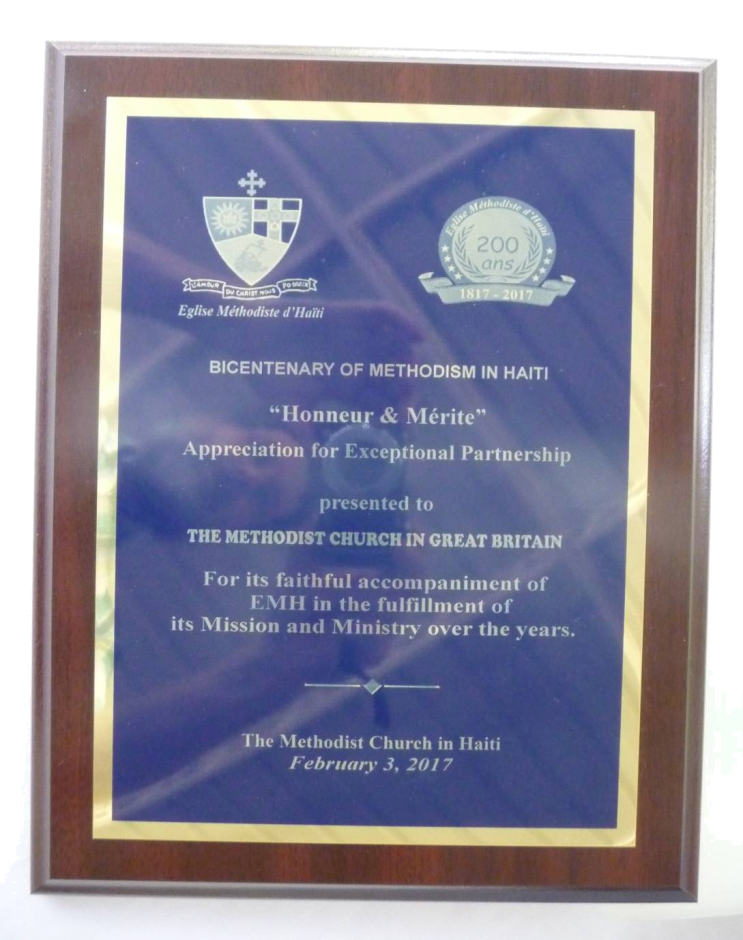 L'AMOUR DU CHRIST NOUS
Eglise Méthodiste d'Haïti
Eglise Méthodiste d'Haïti
200
ans
1817 - 2017
BICENTENARY OF METHODISM IN HAITI
“Honneur & Mérite”
Appreciation for Exceptional Partnership
presented to
THE METHODIST CHURCH IN GREAT BRITAIN
For its faithful accompaniment of
EMH in the fulfillment of
its Mission and Ministry over the years.
The Methodist Church in Haiti
February 3, 2017